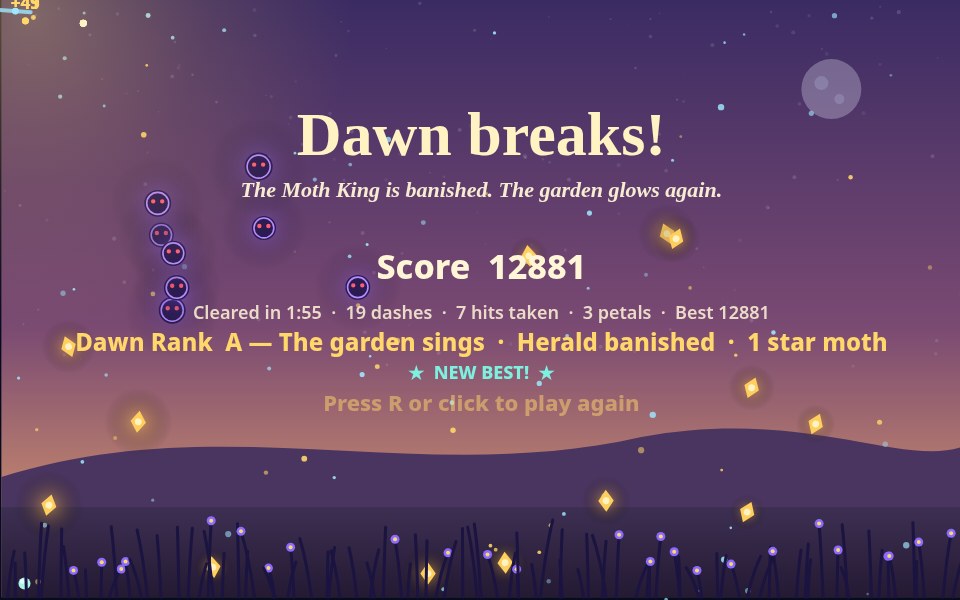 +49
Dawn breaks!
The Moth King is banished. The garden glows again.
Score 12881
Cleared in 1:55 · 19 dashes · 7 hits taken · 3 petals · Best 12881
Dawn Rank A — The garden sings · Herald banished · 1 star moth
★ NEW BEST! ★
Press R or click to play again